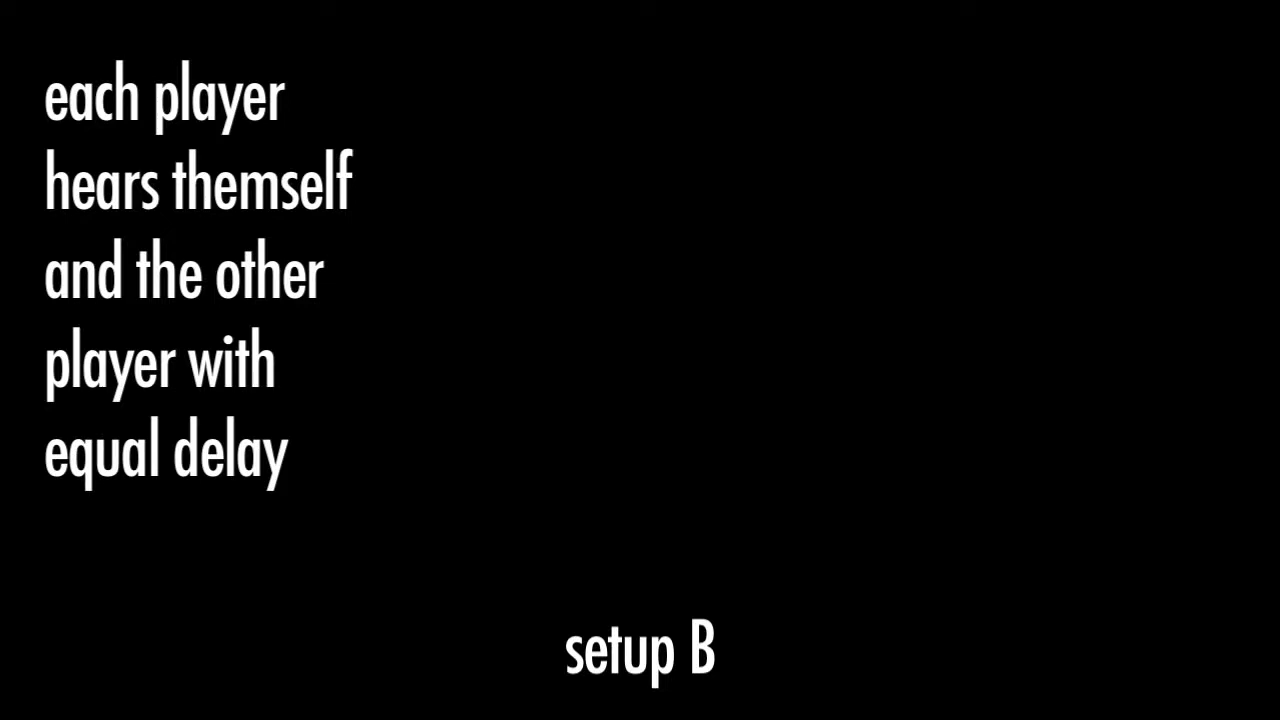 each player
hears themself
and the other
player with
equal delay
setup B